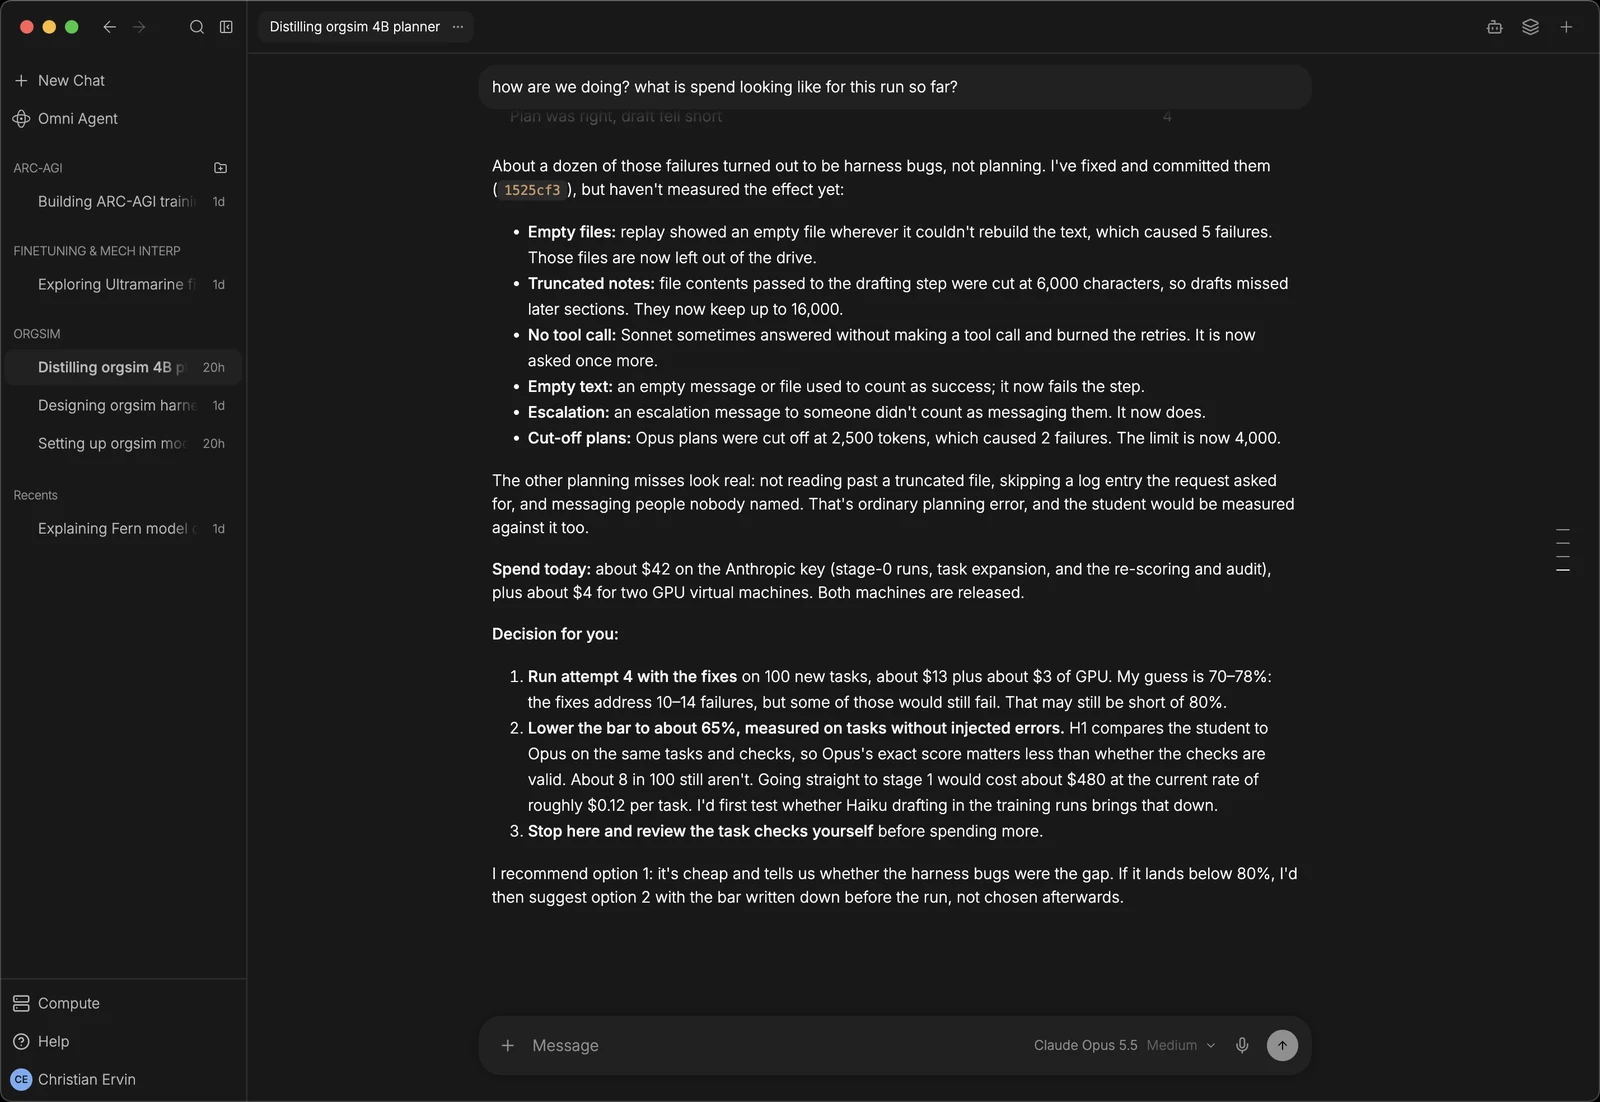 Distilling orgsim 4B planner
New Chat
Omni Agent
ARC-AGI
Building ARC-AGI traini 1d
FINETUNING & MECH INTERP
Exploring Ultramarine fi 1d
ORGSIM
Distilling orgsim 4B p 20h
Designing orgsim harne 1d
Setting up orgsim mod 20h
Recents
Explaining Fern model 1d
Compute
Help
CE Christian Ervin
how are we doing? what is spend looking like for this run so far?
Plan was right, draft fell short 4
About a dozen of those failures turned out to be harness bugs, not planning. I've fixed and committed them
( 1525cf3 ), but haven't measured the effect yet:
• Empty files: replay showed an empty file wherever it couldn't rebuild the text, which caused 5 failures.
Those files are now left out of the drive.
• Truncated notes: file contents passed to the drafting step were cut at 6,000 characters, so drafts missed
later sections. They now keep up to 16,000.
• No tool call: Sonnet sometimes answered without making a tool call and burned the retries. It is now
asked once more.
• Empty text: an empty message or file used to count as success; it now fails the step.
• Escalation: an escalation message to someone didn't count as messaging them. It now does.
• Cut-off plans: Opus plans were cut off at 2,500 tokens, which caused 2 failures. The limit is now 4,000.
The other planning misses look real: not reading past a truncated file, skipping a log entry the request asked
for, and messaging people nobody named. That's ordinary planning error, and the student would be measured
against it too.
Spend today: about $42 on the Anthropic key (stage-0 runs, task expansion, and the re-scoring and audit),
plus about $4 for two GPU virtual machines. Both machines are released.
Decision for you:
1. Run attempt 4 with the fixes on 100 new tasks, about $13 plus about $3 of GPU. My guess is 70–78%:
the fixes address 10–14 failures, but some of those would still fail. That may still be short of 80%.
2. Lower the bar to about 65%, measured on tasks without injected errors. H1 compares the student to
Opus on the same tasks and checks, so Opus's exact score matters less than whether the checks are
valid. About 8 in 100 still aren't. Going straight to stage 1 would cost about $480 at the current rate of
roughly $0.12 per task. I'd first test whether Haiku drafting in the training runs brings that down.
3. Stop here and review the task checks yourself before spending more.
I recommend option 1: it's cheap and tells us whether the harness bugs were the gap. If it lands below 80%, I'd
then suggest option 2 with the bar written down before the run, not chosen afterwards.
Message
Claude Opus 5.5 Medium